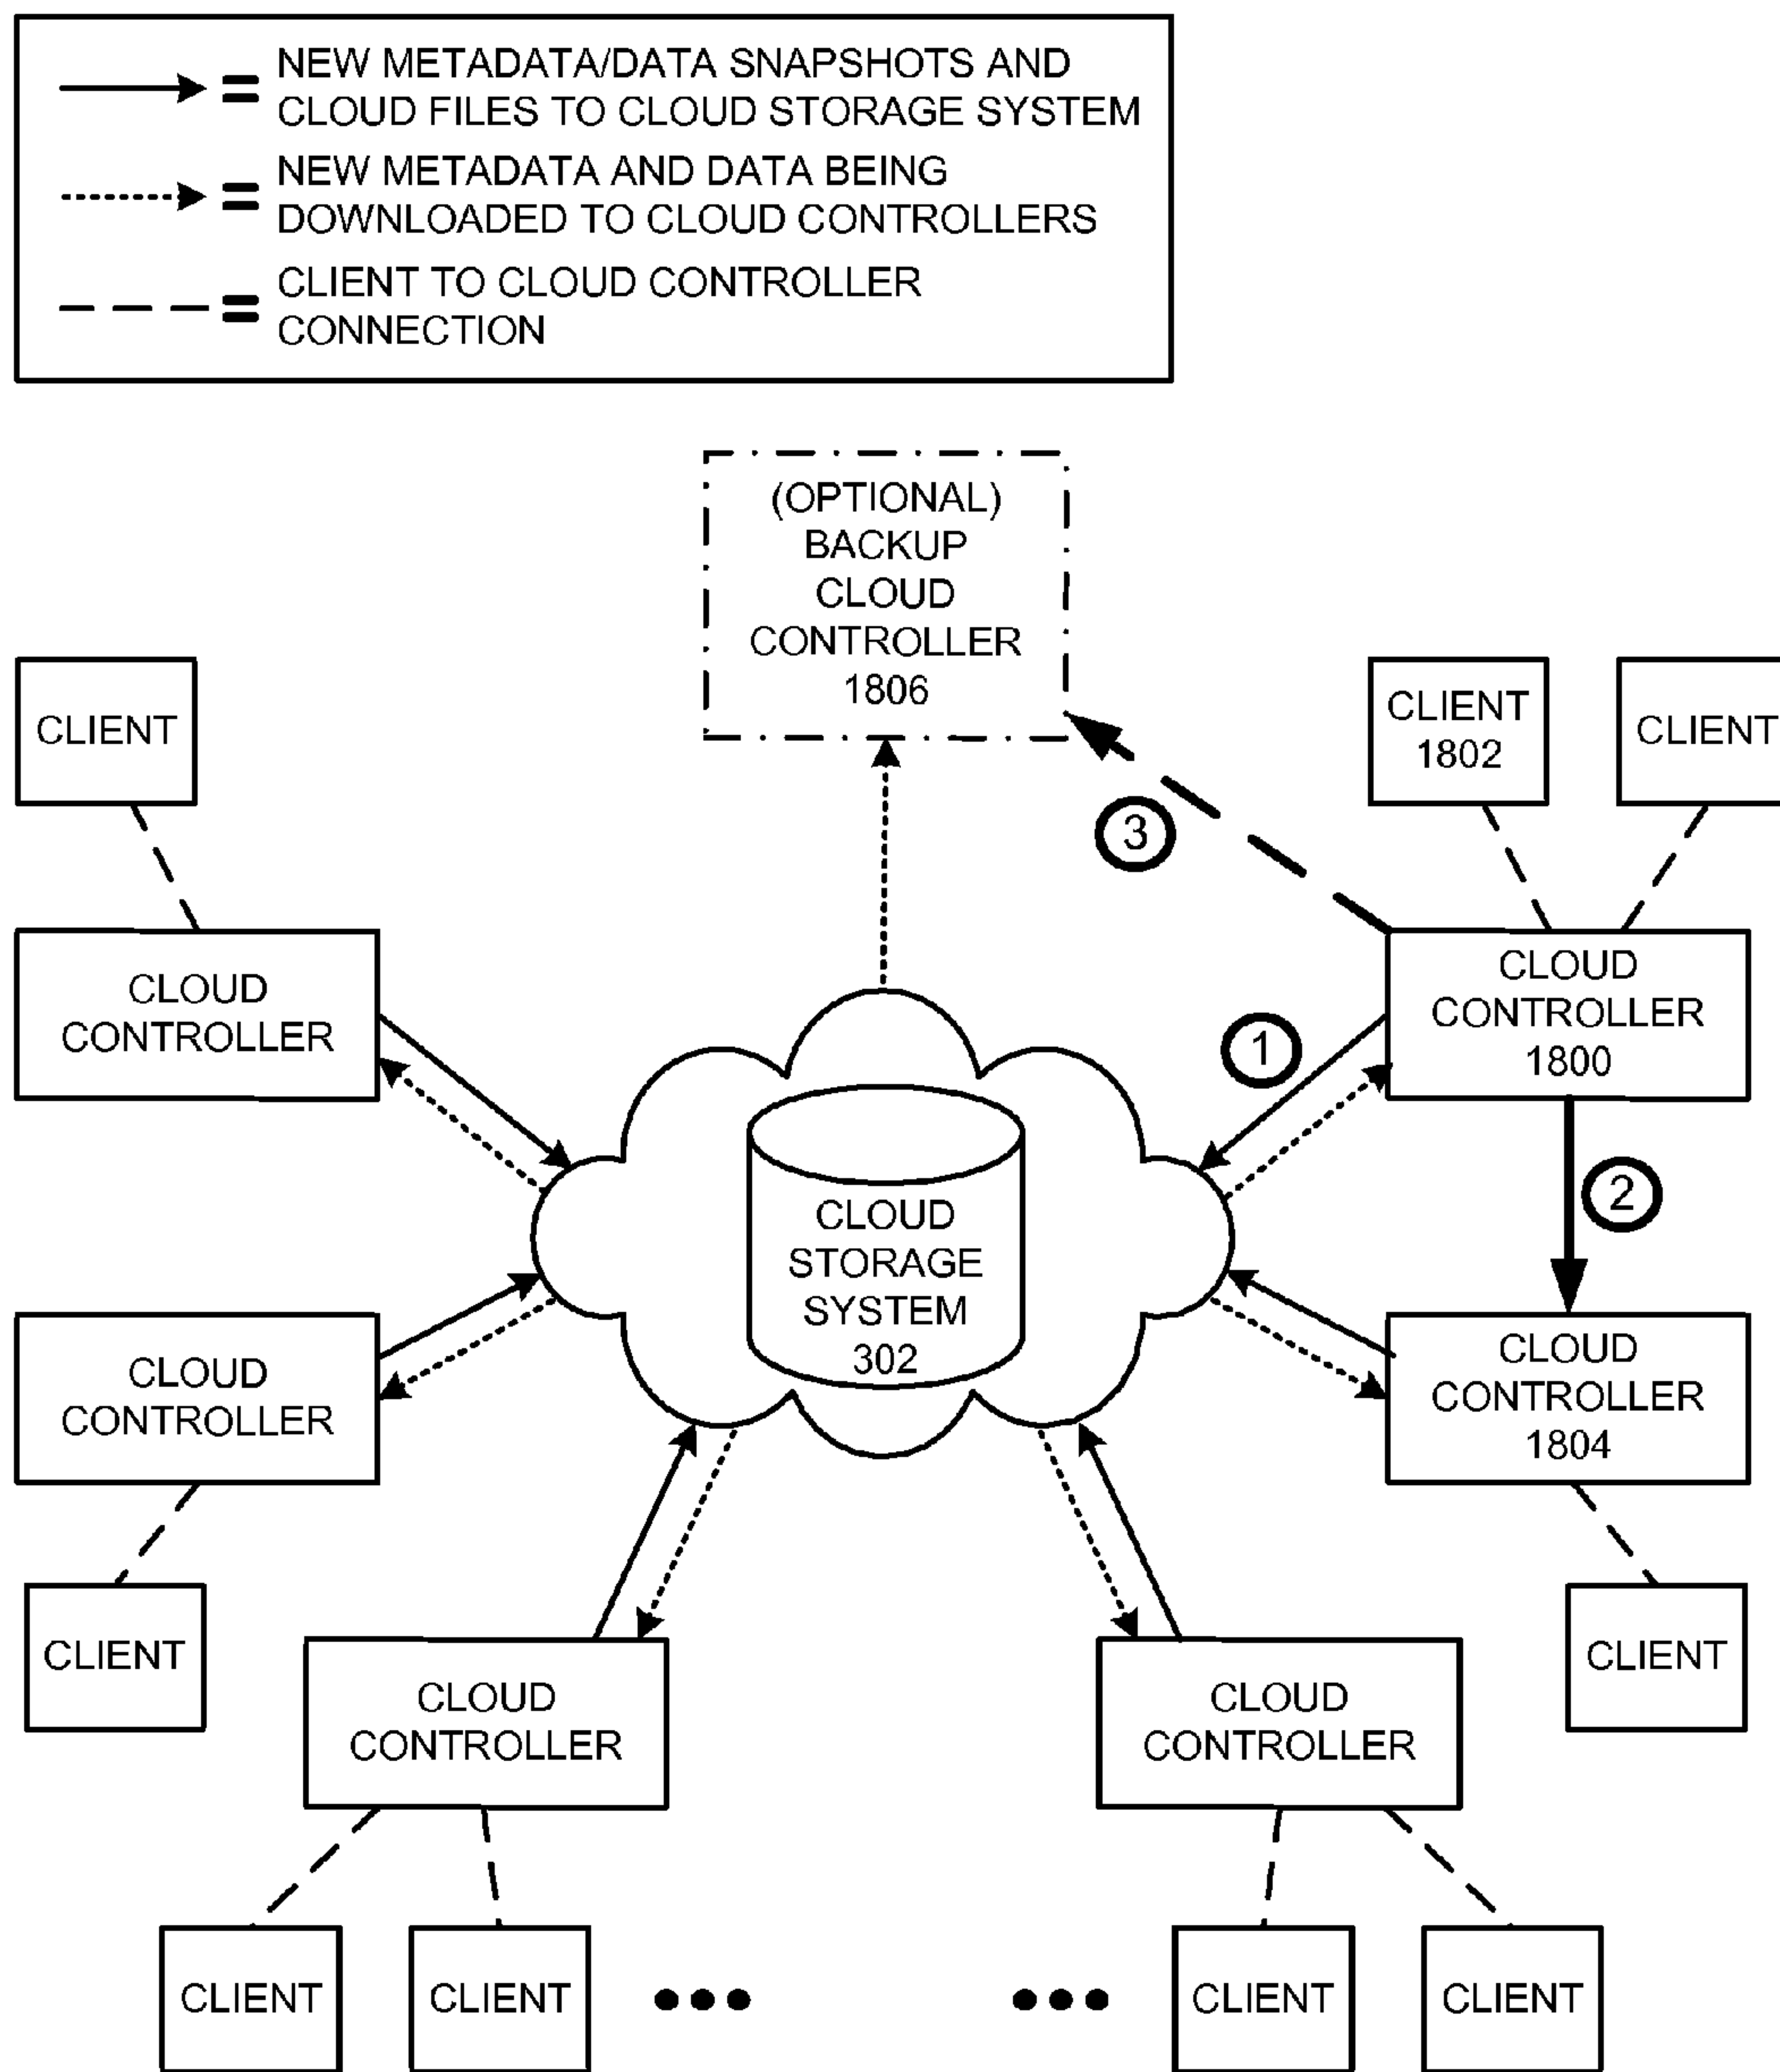 NEW METADATA/DATA SNAPSHOTS AND
CLOUD FILES TO CLOUD STORAGE SYSTEM
NEW METADATA AND DATA BEING
DOWNLOADED TO CLOUD CONTROLLERS
CLIENT TO CLOUD CONTROLLER
CONNECTION
(OPTIONAL)
BACKUP
CLOUD
CONTROLLER
1806
CLIENT
CLIENT
1802
CLIENT
3
CLOUD
CONTROLLER
CLOUD
CONTROLLER
1800
1
2
CLOUD
STORAGE
SYSTEM
302
CLOUD
CONTROLLER
CLOUD
CONTROLLER
1804
CLIENT
CLIENT
CLOUD
CONTROLLER
CLOUD
CONTROLLER
CLIENT
CLIENT
CLIENT
CLIENT